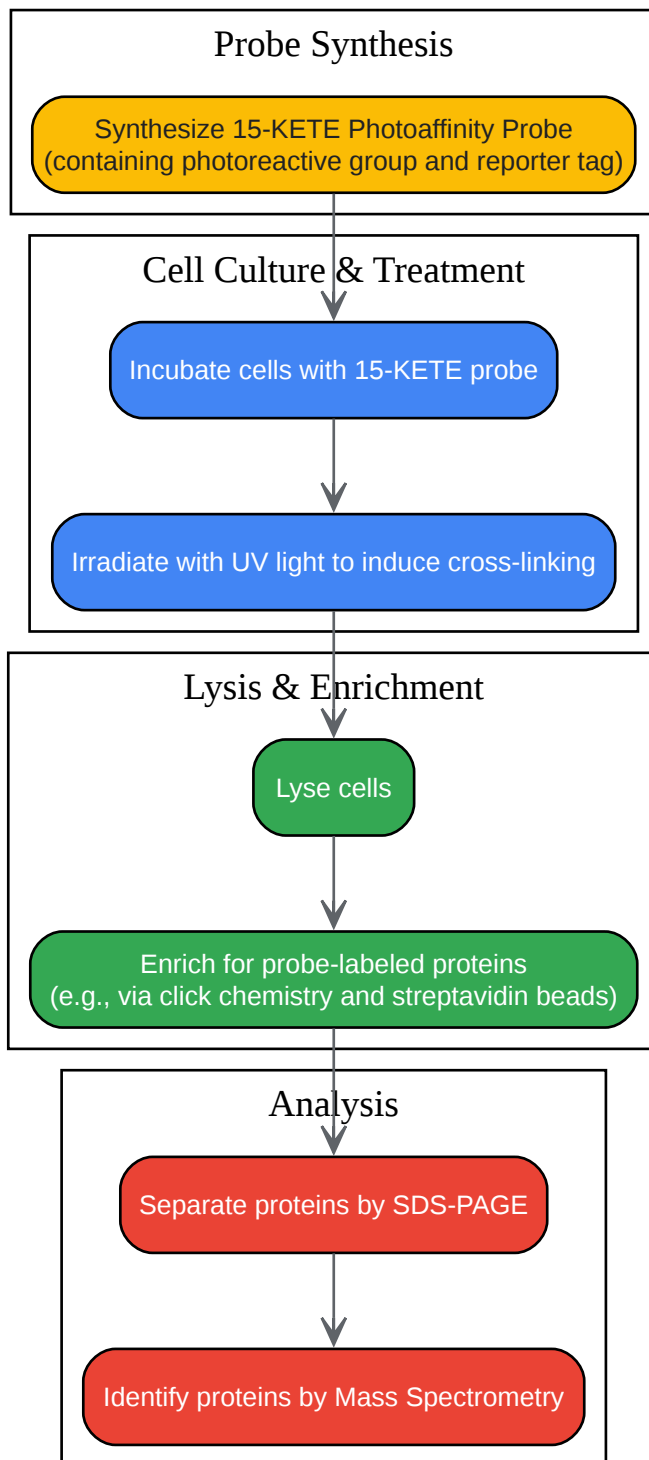 Probe Synthesis
Synthesize 15-KETE Photoaffinity Probe
(containing photoreactive group and reporter tag)
Cell Culture & Treatment
Incubate cells with 15-KETE probe
Irradiate with UV light to induce cross-linking
Lysis & Enrichment
Lyse cells
Enrich for probe-labeled proteins
(e.g., via click chemistry and streptavidin beads)
Analysis
Separate proteins by SDS-PAGE
Identify proteins by Mass Spectrometry